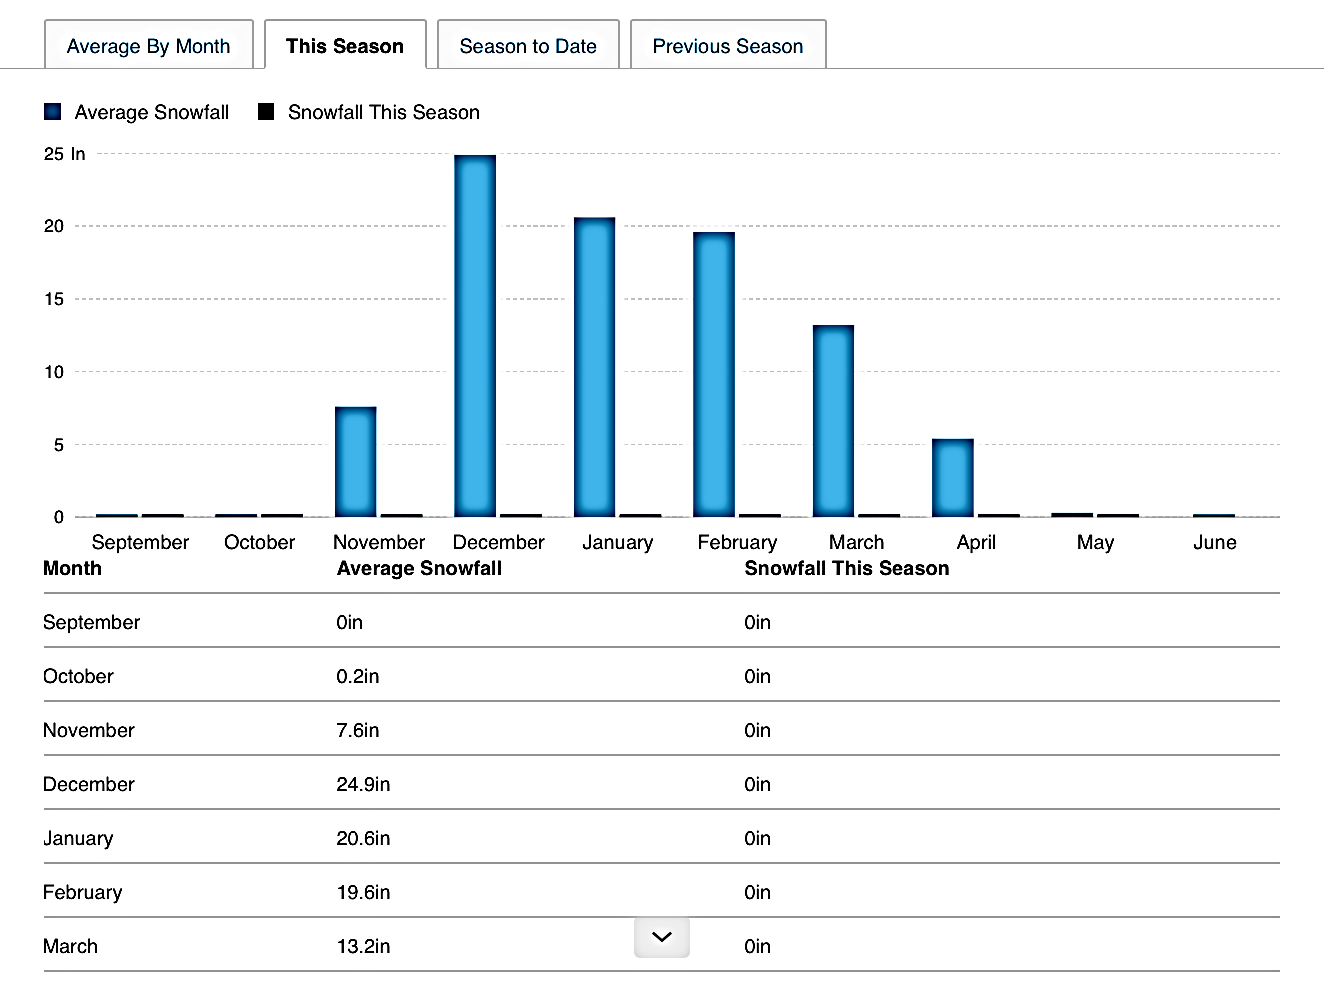 Average By Month This Season Season to Date Previous Season
Average Snowfall Snowfall This Season
25 In
20
15
10
5
0
September October November December January February March April May June
Month Average Snowfall Snowfall This Season
September 0in 0in
October 0.2in 0in
November 7.6in 0in
December 24.9in 0in
January 20.6in 0in
February 19.6in 0in
March 13.2in 0in